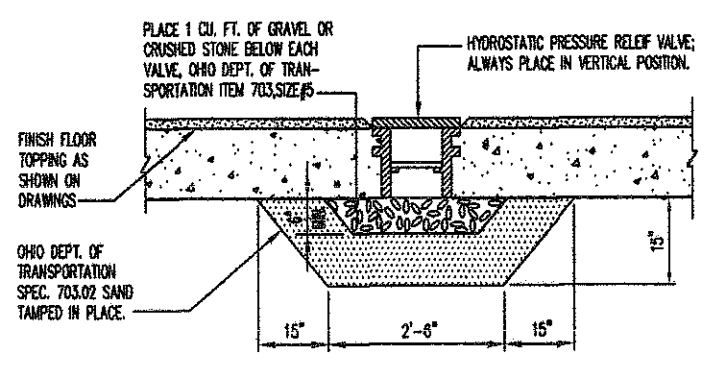 PLACE 1 CU. FT. OF GRAVEL OR
CRUSHED STONE BELOW EACH
VALVE, OHIO DEPT. OF TRAN-
SPORTATION ITEM 703,SIZE#5
HYDROSTATIC PRESSURE RELEIF VALVE;
ALWAYS PLACE IN VERTICAL POSITION.
FINISH FLOOR
TOPPING AS
SHOWN ON
DRAWINGS
OHIO DEPT. OF
TRANSPORTATION
SPEC. 703.02 SAND
TAMPED IN PLACE.
6"
MIN.
15"
15"
2'-6"
15"